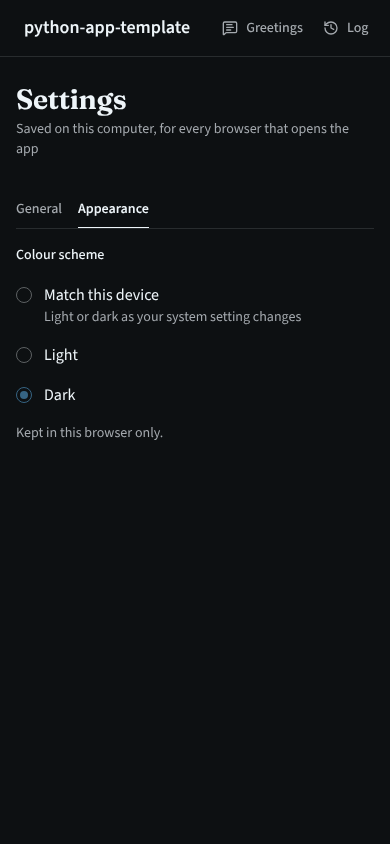 python-app-template
Greetings
Log
Settings
Saved on this computer, for every browser that opens the
app
General
Appearance
Colour scheme
Match this device
Light or dark as your system setting changes
Light
Dark
Kept in this browser only.